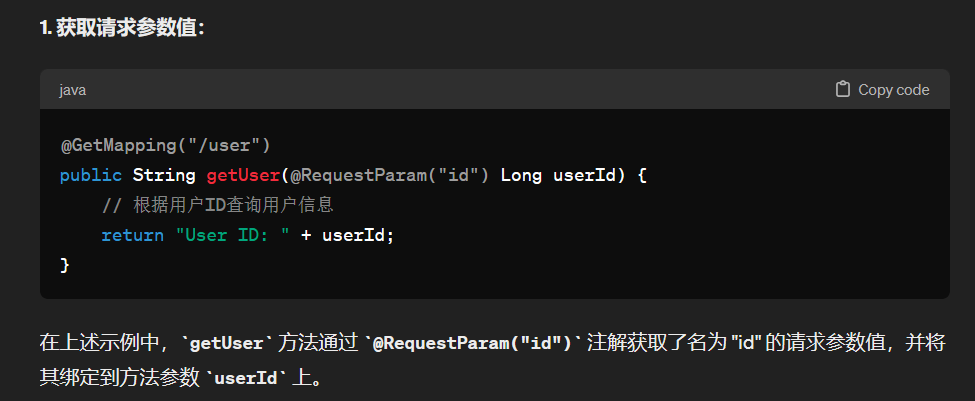 1. 获取请求参数值：
java
Copy code
@GetMapping("/user")
public String getUser(@RequestParam("id") Long userId) {
    // 根据用户ID查询用户信息
    return "User ID: " + userId;
}
在上述示例中，`getUser` 方法通过 `@RequestParam("id")` 注解获取了名为 "id" 的请求参数值，并将
其绑定到方法参数 `userId` 上。